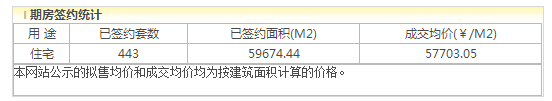 期房签约统计
用 途 已签约套数 已签约面积(M2) 成交均价(￥/M2)
住宅 443 59674.44 57703.05
本网站公示的拟售均价和成交均价均为按建筑面积计算的价格。